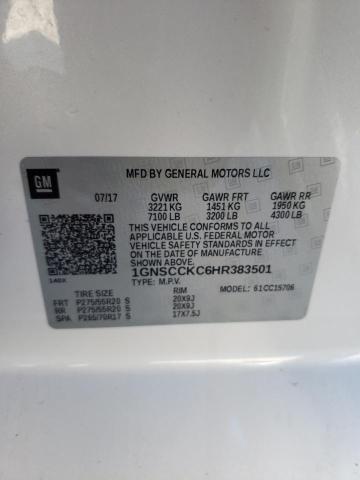 GM
MFD BY GENERAL MOTORS LLC
07/17 GVWR GAWR FRT GAWR RR
3221 KG 1451 KG 1950 KG
7100 LB 3200 LB 4300 LB
THIS VEHICLE CONFORMS TO ALL
APPLICABLE U.S. FEDERAL MOTOR
VEHICLE SAFETY AND THEFT
PREVENTION STANDARDS IN EFFECT
ON THE DATE OF MANUFACTURE
SHOWN ABOVE.
1GNSCCKC6HR383501
TYPE: M.P.V. MODEL: 61CC15706
TIRE SIZE RIM
FRT P275/55R20 S 20X9J
RR P275/55R20 S 20X9J
SPA P265/70R17 S 17X7.5J